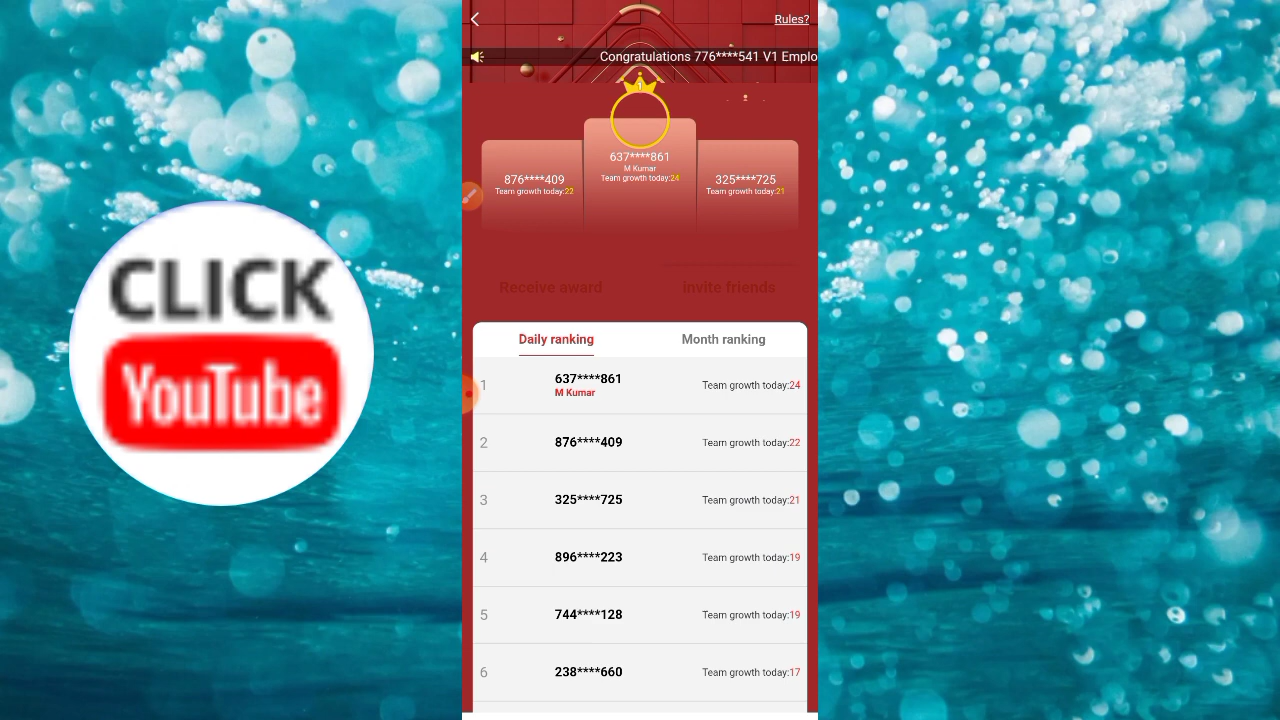 CLICK
YouTube
Rules?
Congratulations 776****541 V1 Emplo
1
637****861
M Kumar
Team growth today:24
876****409
Team growth today:22
325****725
Team growth today:21
Receive award
invite friends
Daily ranking
Month ranking
1
637****861
M Kumar
Team growth today:24
2
876****409
Team growth today:22
3
325****725
Team growth today:21
4
896****223
Team growth today:19
5
744****128
Team growth today:19
6
238****660
Team growth today:17